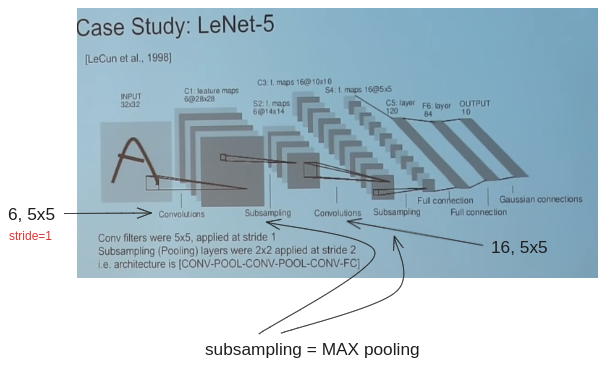 Case Study: LeNet-5
[LeCun et al., 1998]
INPUT
32x32
C1: feature maps
6@28x28
S2: f. maps
6@14x14
C3: f. maps 16@10x10
S4: f. maps 16@5x5
C5: layer
120
F6: layer
84
OUTPUT
10
Convolutions
Subsampling
Convolutions
Subsampling
Full connection
Full connection
Gaussian connections
6, 5x5
stride=1
16, 5x5
Conv filters were 5x5, applied at stride 1
Subsampling (Pooling) layers were 2x2 applied at stride 2
i.e. architecture is [CONV-POOL-CONV-POOL-CONV-FC]
subsampling = MAX pooling